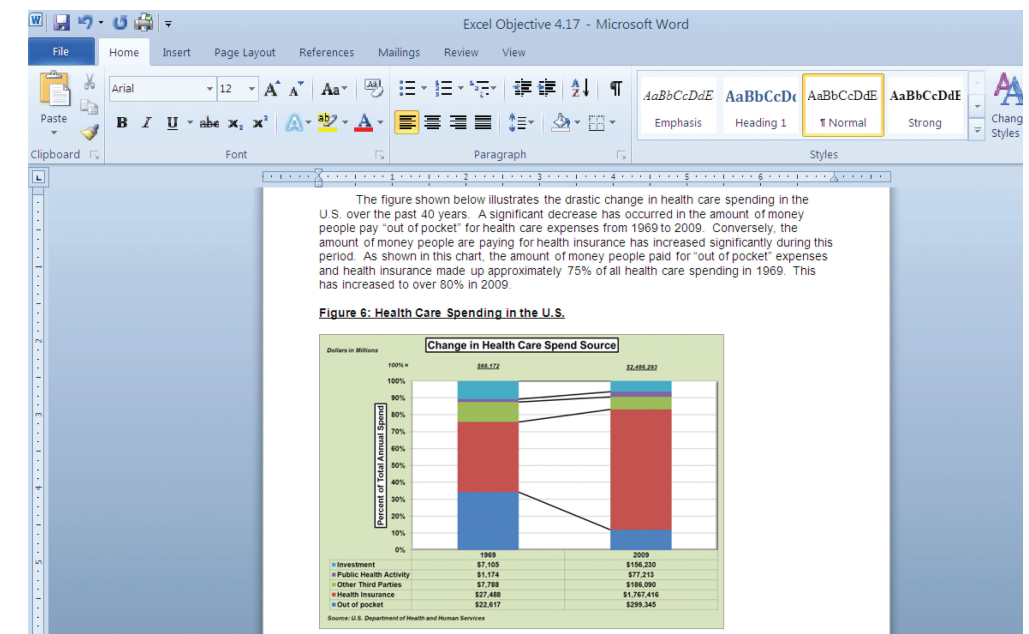 Excel Objective 4.17 - Microsoft Word
File Home Insert Page Layout References Mailings Review View
Arial 12
Paste
AaBbCcDdE AaBbCcDc AaBbCcDdE AaBbCcDdE
Emphasis Heading 1 ¶ Normal Strong
Chang
Styles
Clipboard Font Paragraph Styles
1 2 3 4 5 6
The figure shown below illustrates the drastic change in health care spending in the
U.S. over the past 40 years. A significant decrease has occurred in the amount of money
people pay “out of pocket” for health care expenses from 1969 to 2009. Conversely, the
amount of money people are paying for health insurance has increased significantly during this
period. As shown in this chart, the amount of money people paid for “out of pocket” expenses
and health insurance made up approximately 75% of all health care spending in 1969. This
has increased to over 80% in 2009.
Figure 6: Health Care Spending in the U.S.
Change in Health Care Spend Source
Dollars in Millions
100% = $66,172 $2,486,293
Percent of Total Annual Spend
100%
90%
80%
70%
60%
50%
40%
30%
20%
10%
0%
1969 2009
Investment $7,105 $156,230
Public Health Activity $1,174 $77,213
Other Third Parties $7,788 $186,090
Health Insurance $27,488 $1,767,416
Out of pocket $22,617 $299,345
Source: U.S. Department of Health and Human Services